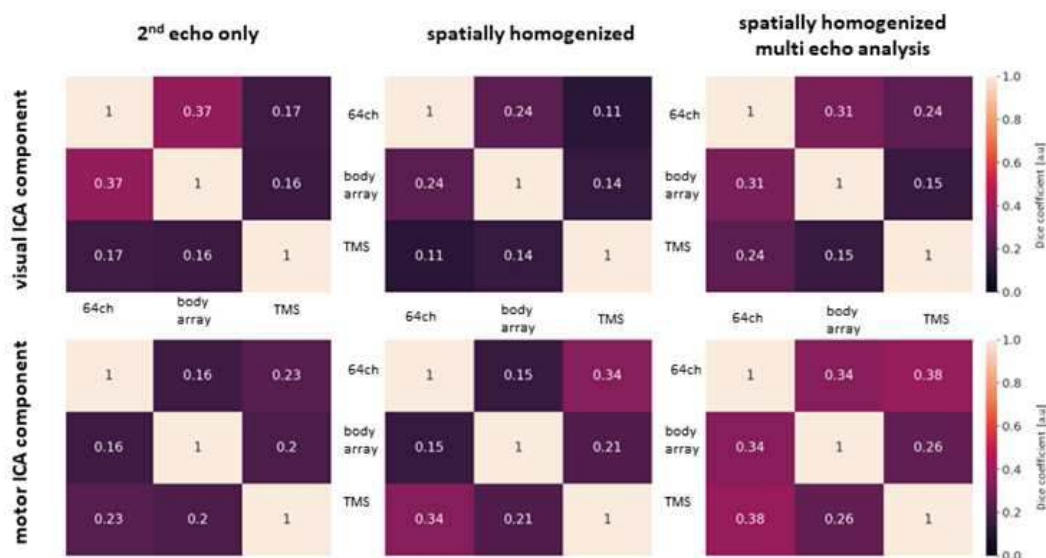 2nd echo only
spatially homogenized
spatially homogenized
multi echo analysis
visual ICA component
1 0.37 0.17
0.37 1 0.16
0.17 0.16 1
64ch
body
array
TMS
64ch
body
array
TMS
1 0.24 0.11
0.24 1 0.14
0.11 0.14 1
64ch
body
array
TMS
64ch
body
array
TMS
1 0.31 0.24
0.31 1 0.15
0.24 0.15 1
64ch
body
array
TMS
1.0
0.8
0.6
0.4
0.2
0.0
Dice coefficient [a.u]
motor ICA component
1 0.16 0.23
0.16 1 0.2
0.23 0.2 1
64ch
body
array
TMS
1 0.15 0.34
0.15 1 0.21
0.34 0.21 1
64ch
body
array
TMS
1 0.34 0.38
0.34 1 0.26
0.38 0.26 1
1.0
0.8
0.6
0.4
0.2
0.0
Dice coefficient [a.u]